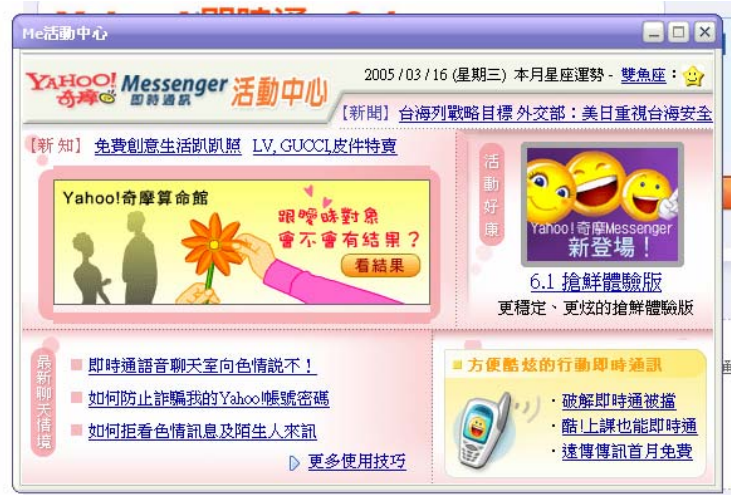 Me活動中心
YAHOO! 奇摩 Messenger 即時通訊 活動中心
2005/03/16 (星期三) 本月星座運勢 - 雙魚座：
【新聞】台海列戰略目標 外交部：美日重視台海安全
【新知】 免費創意生活趴趴照 LV, GUCCI,皮件特賣
Yahoo!奇摩算命館
跟曖昧對象
會不會有結果？
看結果
活動好康
Yahoo!奇摩Messenger
新登場！
6.1 搶鮮體驗版
更穩定、更炫的搶鮮體驗版
最新聊天情境
即時通語音聊天室向色情說不！
如何防止詐騙我的Yahoo!帳號密碼
如何拒看色情訊息及陌生人來訊
更多使用技巧
方便酷炫的行動即時通訊
・破解即時通被擋
・酷!上課也能即時通
・遠傳傳訊首月免費